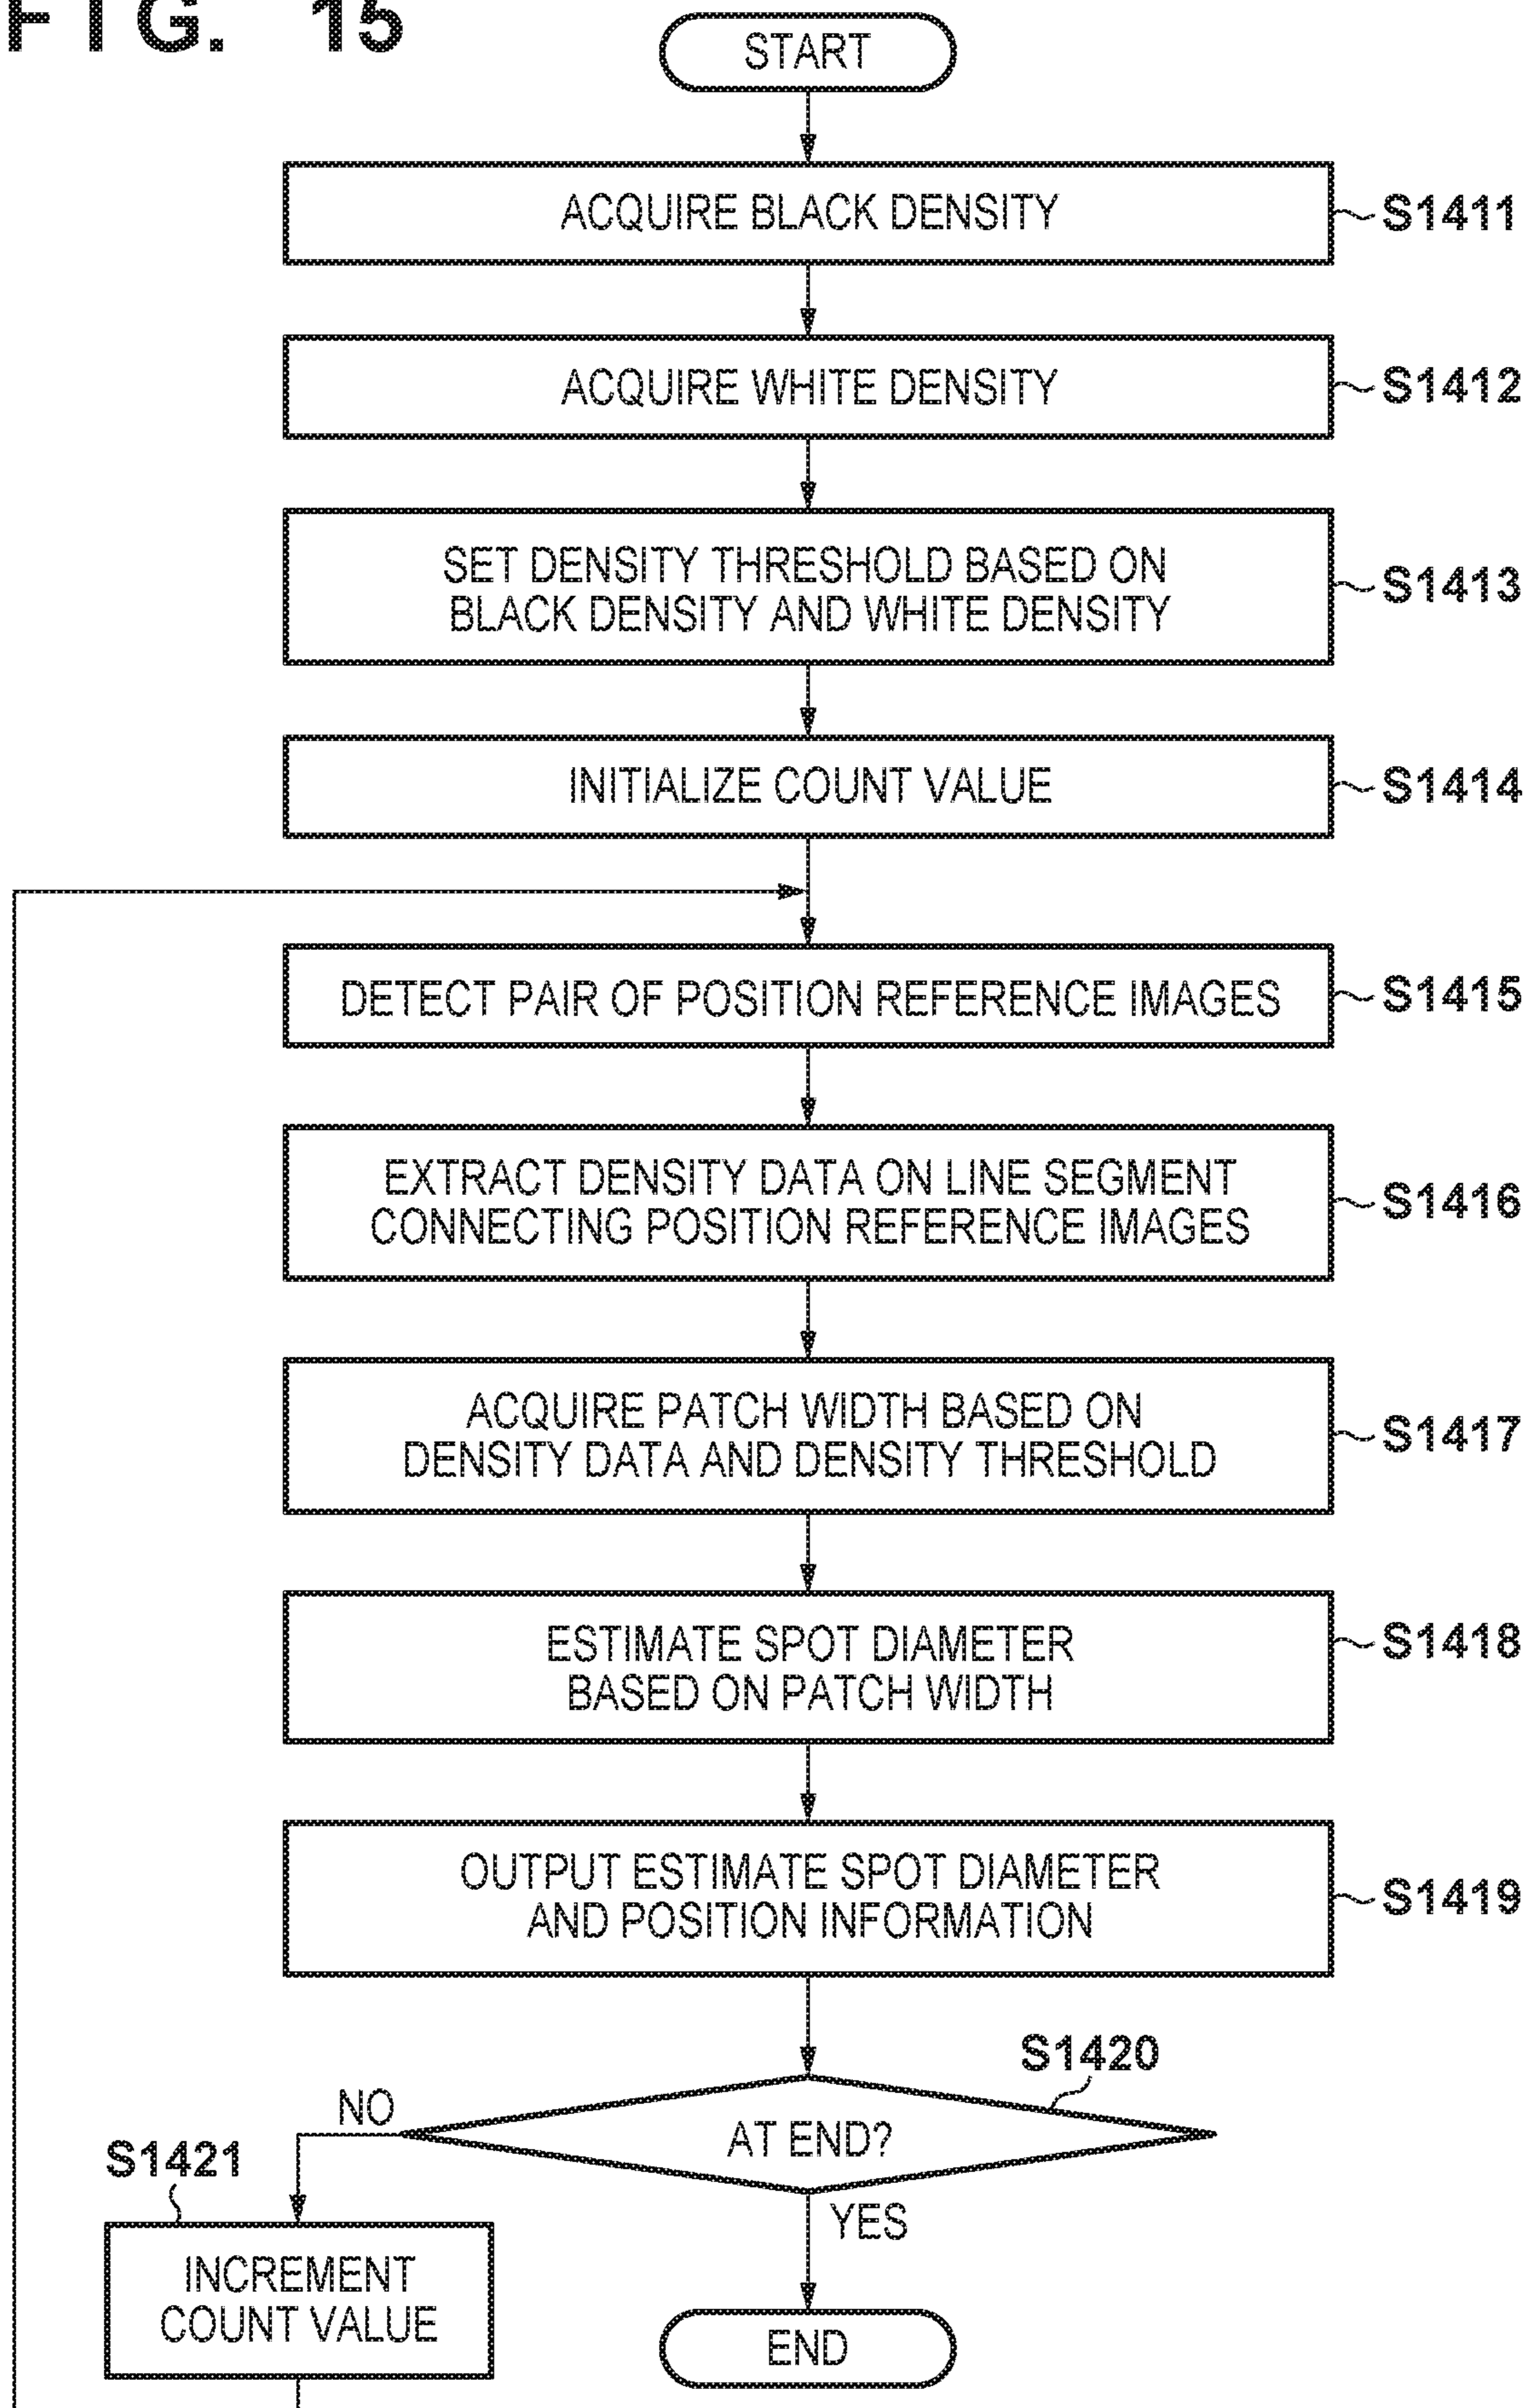 FIG. 15
START
ACQUIRE BLACK DENSITY
S1411
ACQUIRE WHITE DENSITY
S1412
SET DENSITY THRESHOLD BASED ON
BLACK DENSITY AND WHITE DENSITY
S1413
INITIALIZE COUNT VALUE
S1414
DETECT PAIR OF POSITION REFERENCE IMAGES
S1415
EXTRACT DENSITY DATA ON LINE SEGMENT
CONNECTING POSITION REFERENCE IMAGES
S1416
ACQUIRE PATCH WIDTH BASED ON
DENSITY DATA AND DENSITY THRESHOLD
S1417
ESTIMATE SPOT DIAMETER
BASED ON PATCH WIDTH
S1418
OUTPUT ESTIMATE SPOT DIAMETER
AND POSITION INFORMATION
S1419
S1420
NO
AT END?
S1421
YES
INCREMENT
COUNT VALUE
END